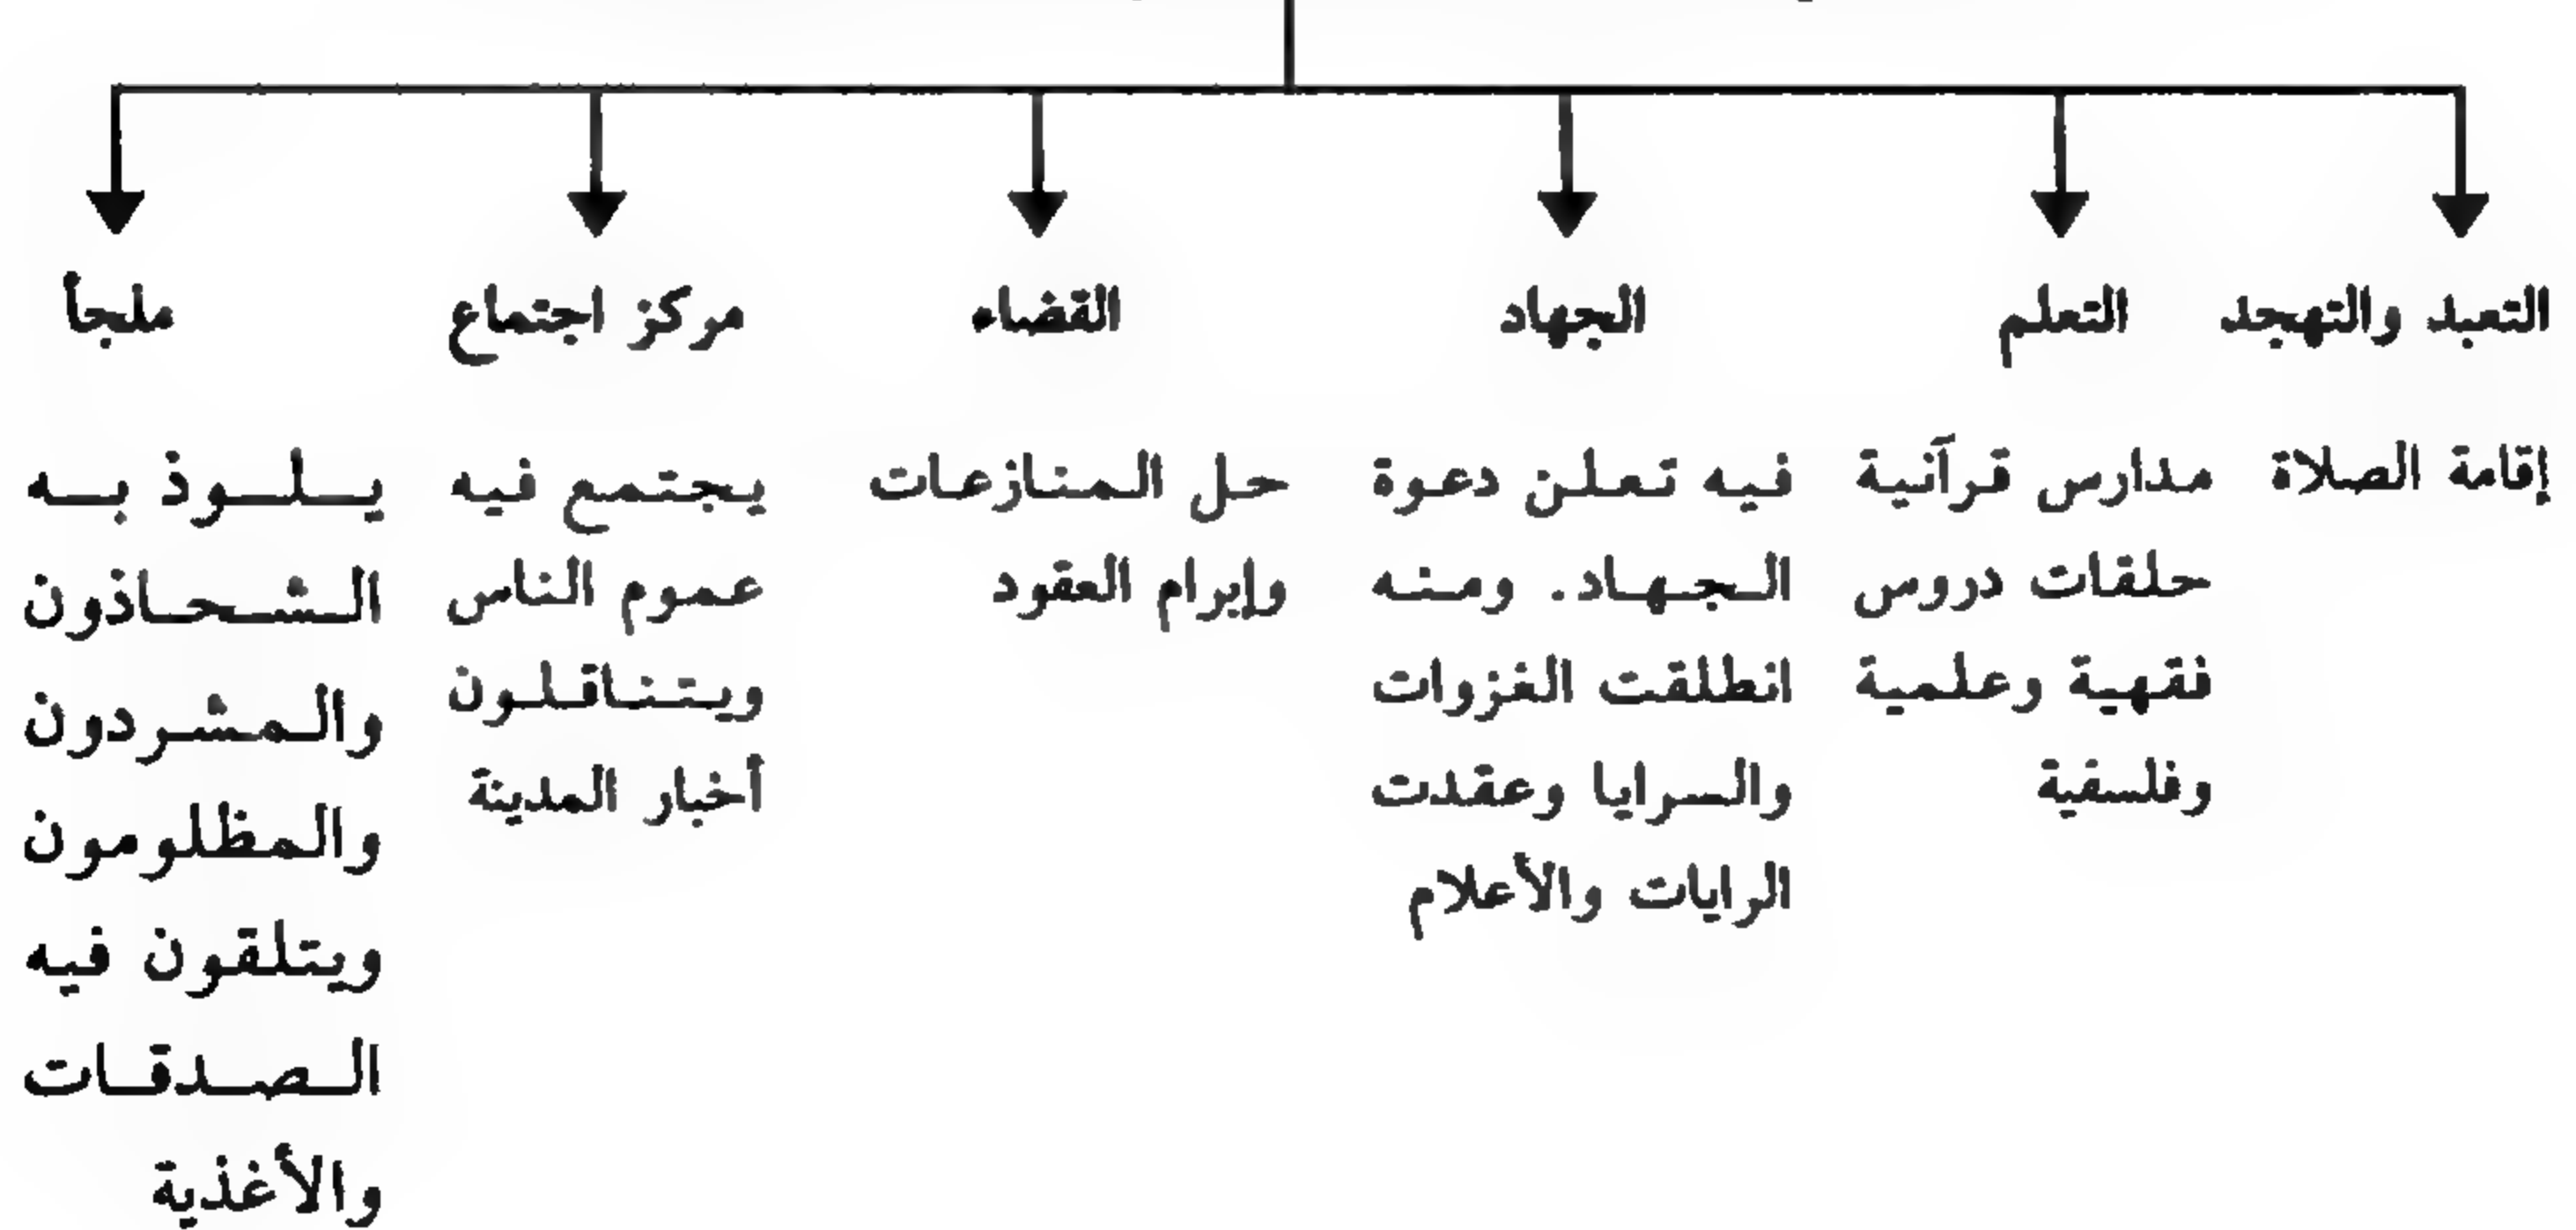 التعبد والتهجد
إقامة الصلاة
التعلم
مدارس قرآنية
حلقات دروس
فقهية وعلمية
وفلسفية
الجهاد
فيه تعلن دعوة
الجهاد. ومنه
انطلقت الغزوات
والسرايا وعقدت
الرايات والأعلام
القضاء
حل المنازعات
وإبرام العقود
مركز اجتماع
يجتمع فيه
عموم الناس
ويتناقلون
أخبار المدينة
ملجأ
يلوذ به
الشحاذون
والمشردون
والمظلومون
ويتلقون فيه
الصدقات
والأغذية